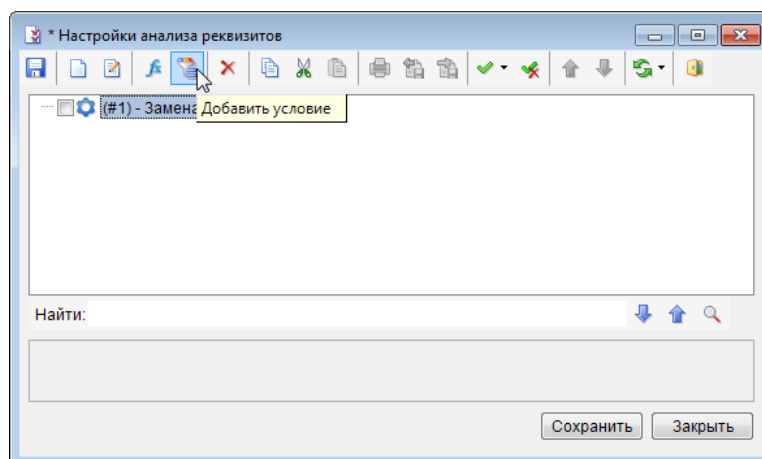 * Настройки анализа реквизитов
(#1) - Замена
Добавить условие
Найти:
Сохранить
Закрыть